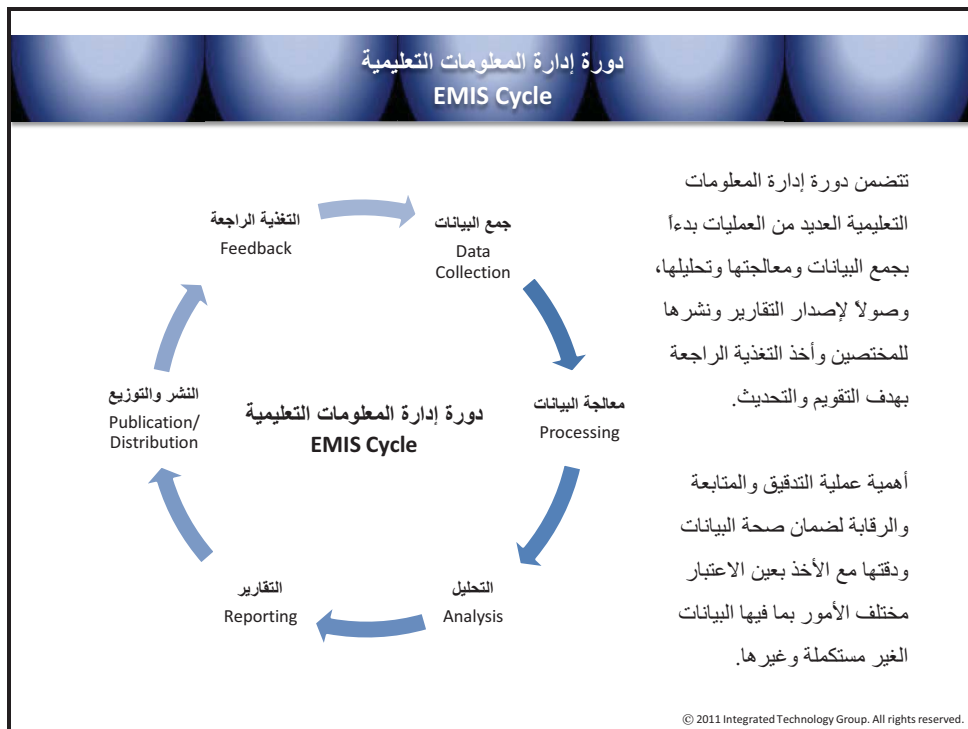 دورة إدارة المعلومات التعليمية
EMIS Cycle
تتضمن دورة إدارة المعلومات
التعليمية العديد من العمليات بدءاً
بجمع البيانات ومعالجتها وتحليلها،
وصولاً لإصدار التقارير ونشرها
للمختصين وأخذ التغذية الراجعة
بهدف التقويم والتحديث.
أهمية عملية التدقيق والمتابعة
والرقابة لضمان صحة البيانات
ودقتها مع الأخذ بعين الاعتبار
مختلف الأمور بما فيها البيانات
الغير مستكملة وغيرها.
جمع البيانات
Data
Collection
معالجة البيانات
Processing
التحليل
Analysis
التقارير
Reporting
النشر والتوزيع
Publication/
Distribution
التغذية الراجعة
Feedback
دورة إدارة المعلومات التعليمية
EMIS Cycle
© 2011 Integrated Technology Group. All rights reserved.